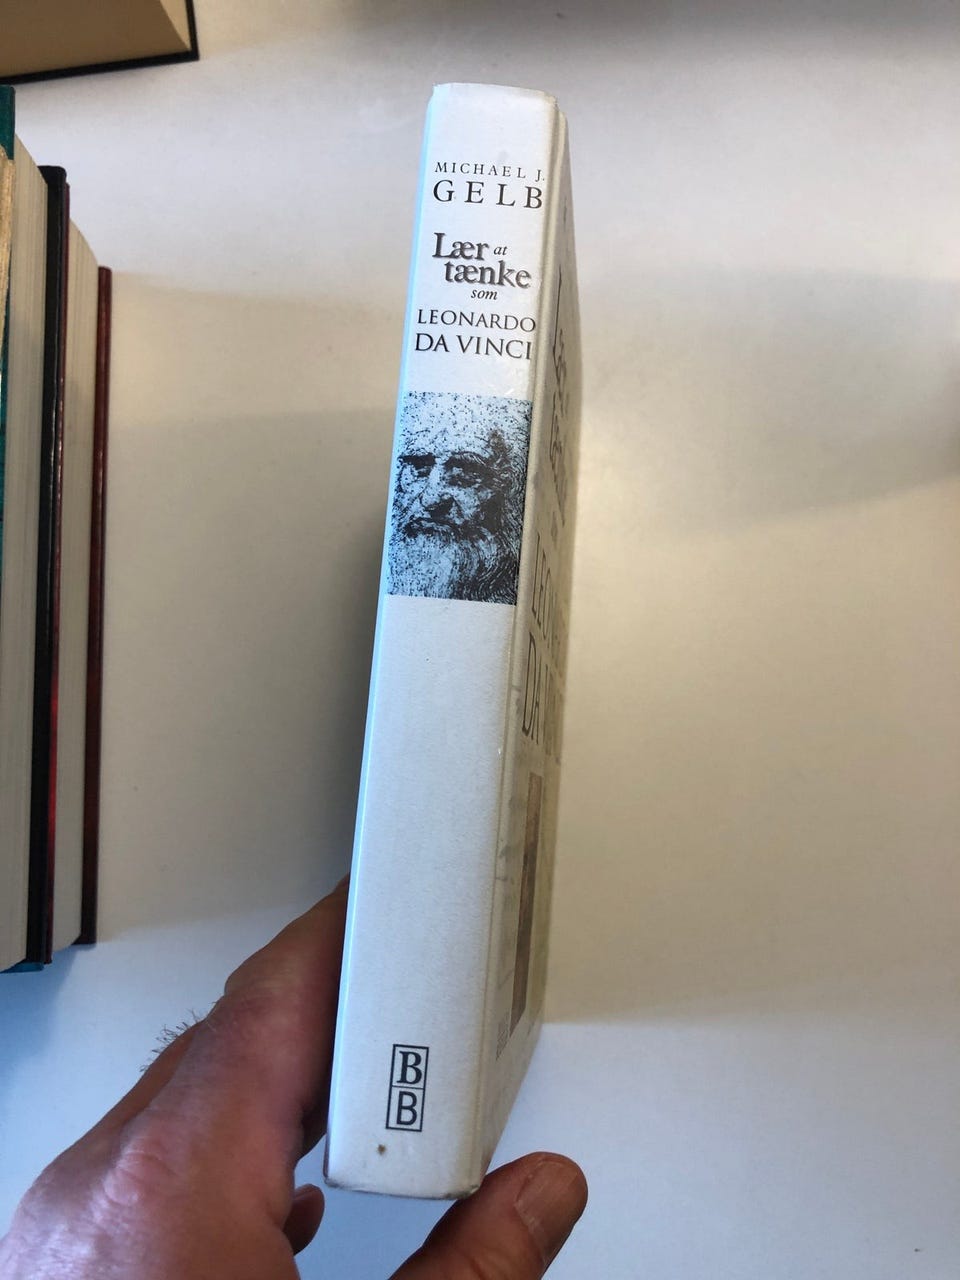 MICHAEL J.
GELB
Lær at
tænke
som
LEONARDO
DA VINCI
B
B